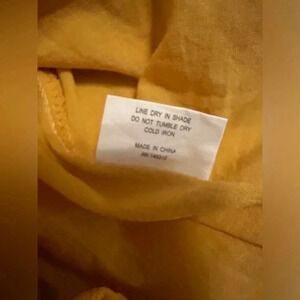 LINE DRY IN SHADE
DO NOT TUMBLE DRY
COLD IRON
MADE IN CHINA